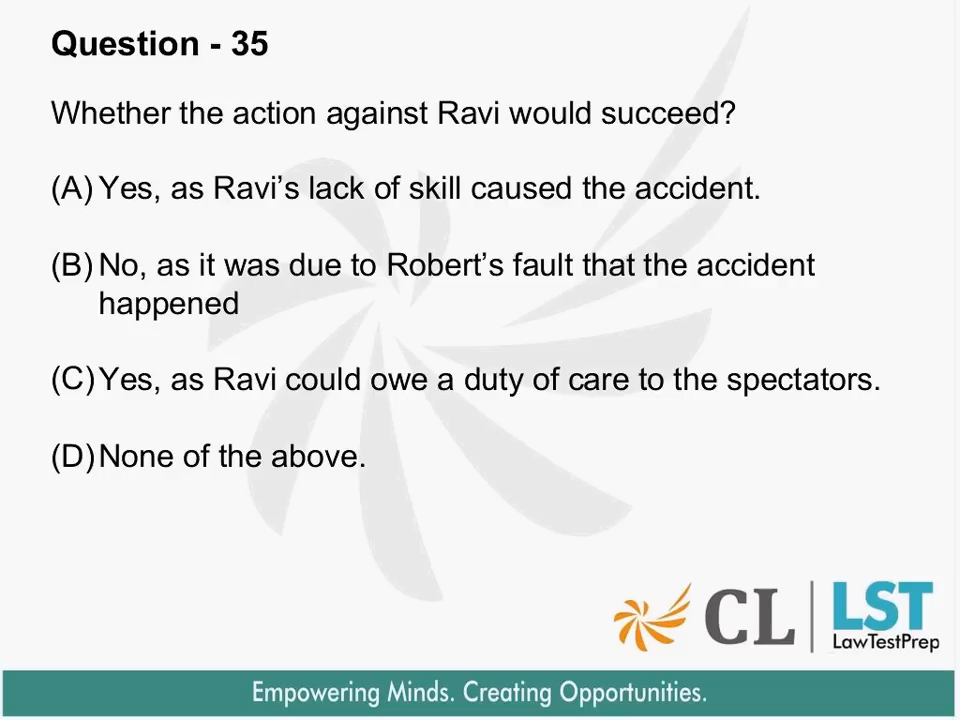 Question - 35
Whether the action against Ravi would succeed?
(A) Yes, as Ravi's lack of skill caused the accident.
(B) No, as it was due to Robert's fault that the accident
happened
(C) Yes, as Ravi could owe a duty of care to the spectators.
(D) None of the above.
CL | LST
LawTestPrep
Empowering Minds. Creating Opportunities.